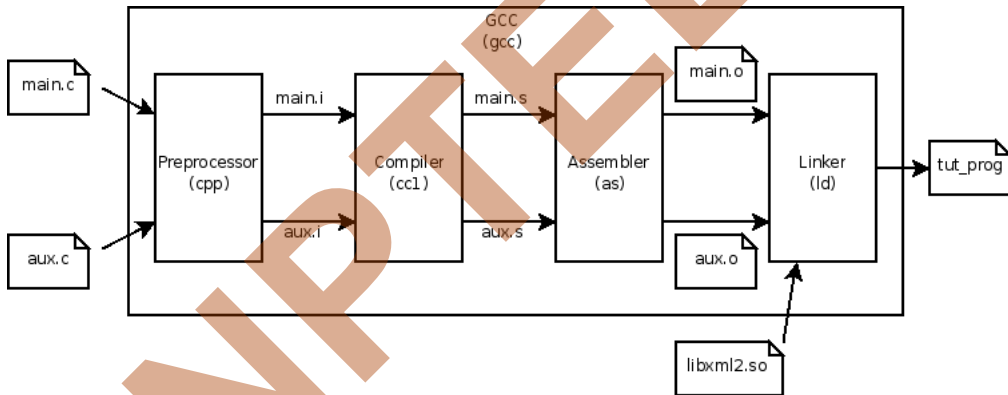 GCC
(gcc)
main.c
main.o
main.i
main.s
Preprocessor
(cpp)
Compiler
(cc1)
Assembler
(as)
Linker
(ld)
tut_prog
aux.c
aux.i
aux.s
aux.o
libxml2.so
NPTEL